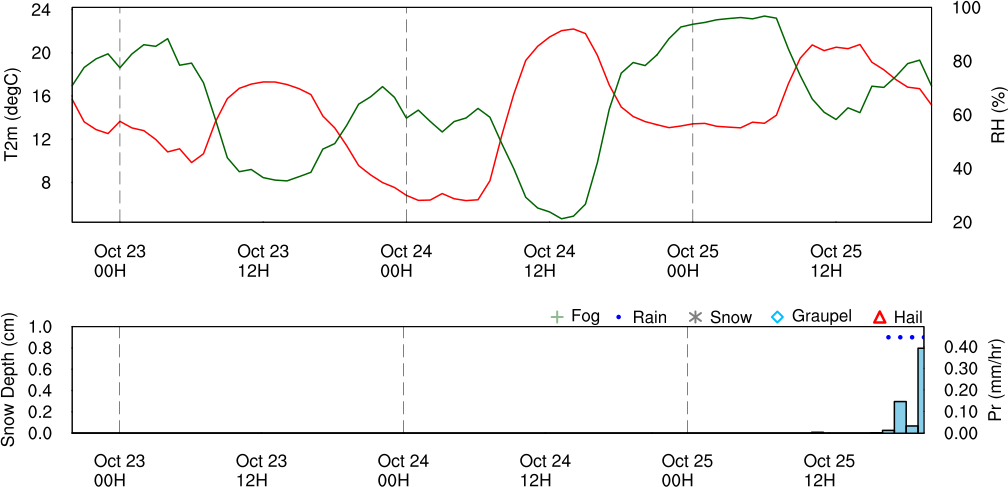 24
20
16
12
8
T2m (degC)
100
80
60
40
20
RH (%)
Oct 23 Oct 23 Oct 24 Oct 24 Oct 25 Oct 25
00H 12H 00H 12H 00H 12H
Fog Rain Snow Graupel Hail
1.0
0.8
0.6
0.4
0.2
0.0
Snow Depth (cm)
0.40
0.30
0.20
0.10
0.00
Pr (mm/hr)
Oct 23 Oct 23 Oct 24 Oct 24 Oct 25 Oct 25
00H 12H 00H 12H 00H 12H